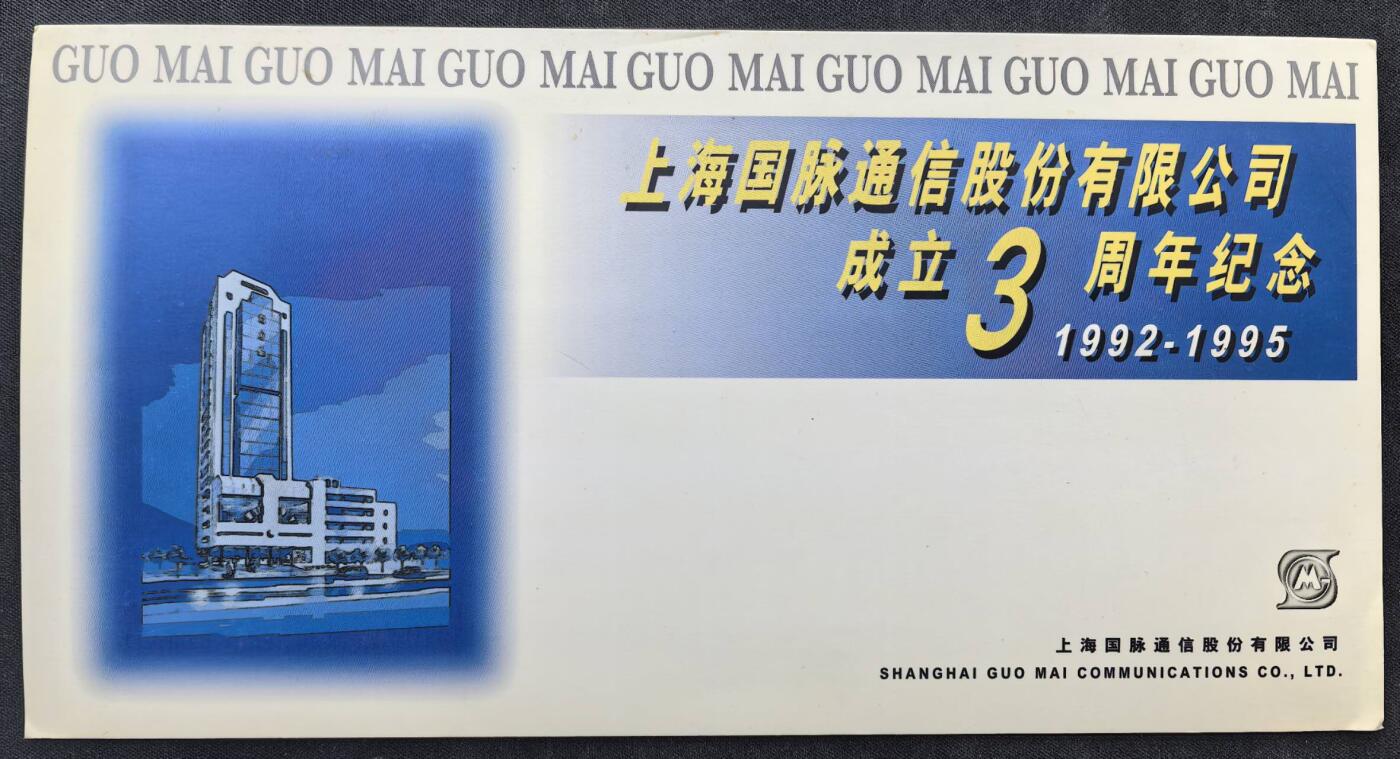 GUO MAI GUO MAI GUO MAI GUO MAI GUO MAI GUO MAI GUO MAI
上海国脉通信股份有限公司
成立3周年纪念
1992-1995
上海国脉通信股份有限公司
SHANGHAI GUO MAI COMMUNICATIONS CO., LTD.